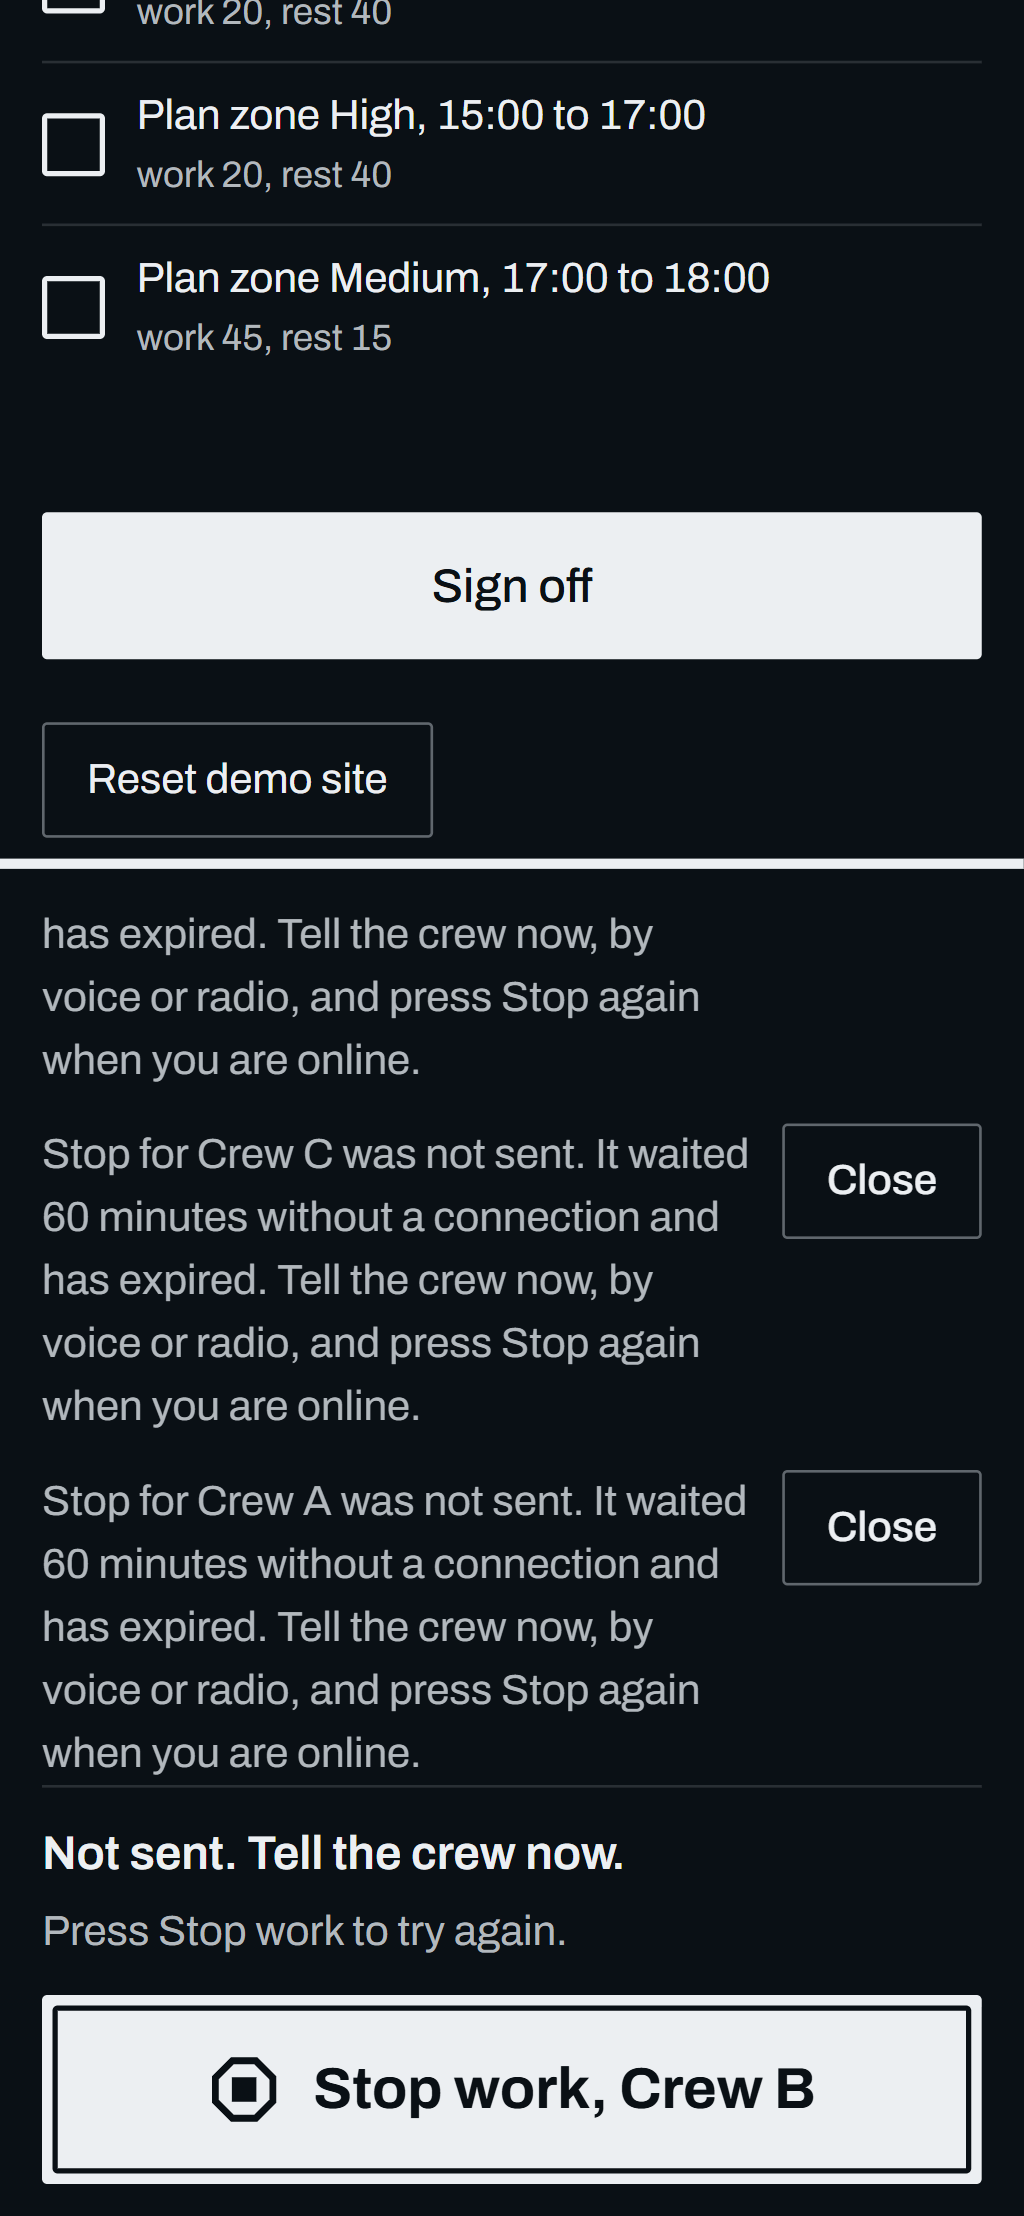 work 20, rest 40
Plan zone High, 15:00 to 17:00
work 20, rest 40
Plan zone Medium, 17:00 to 18:00
work 45, rest 15
Sign off
Reset demo site
has expired. Tell the crew now, by
voice or radio, and press Stop again
when you are online.
Stop for Crew C was not sent. It waited
60 minutes without a connection and
has expired. Tell the crew now, by
voice or radio, and press Stop again
when you are online.
Close
Stop for Crew A was not sent. It waited
60 minutes without a connection and
has expired. Tell the crew now, by
voice or radio, and press Stop again
when you are online.
Close
Not sent. Tell the crew now.
Press Stop work to try again.
Stop work, Crew B